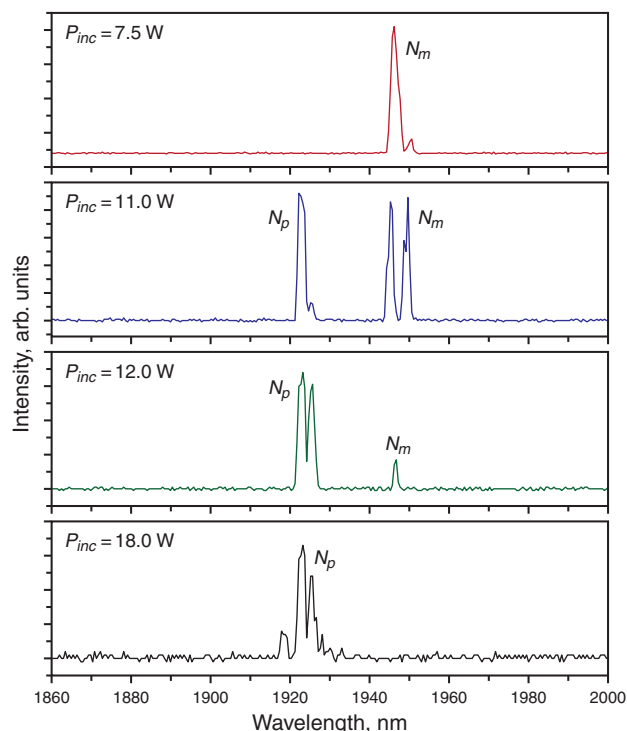 P_inc = 7.5 W
N_m
P_inc = 11.0 W
N_p
N_m
P_inc = 12.0 W
N_p
N_m
P_inc = 18.0 W
N_p
Intensity, arb. units
1860 1880 1900 1920 1940 1960 1980 2000
Wavelength, nm